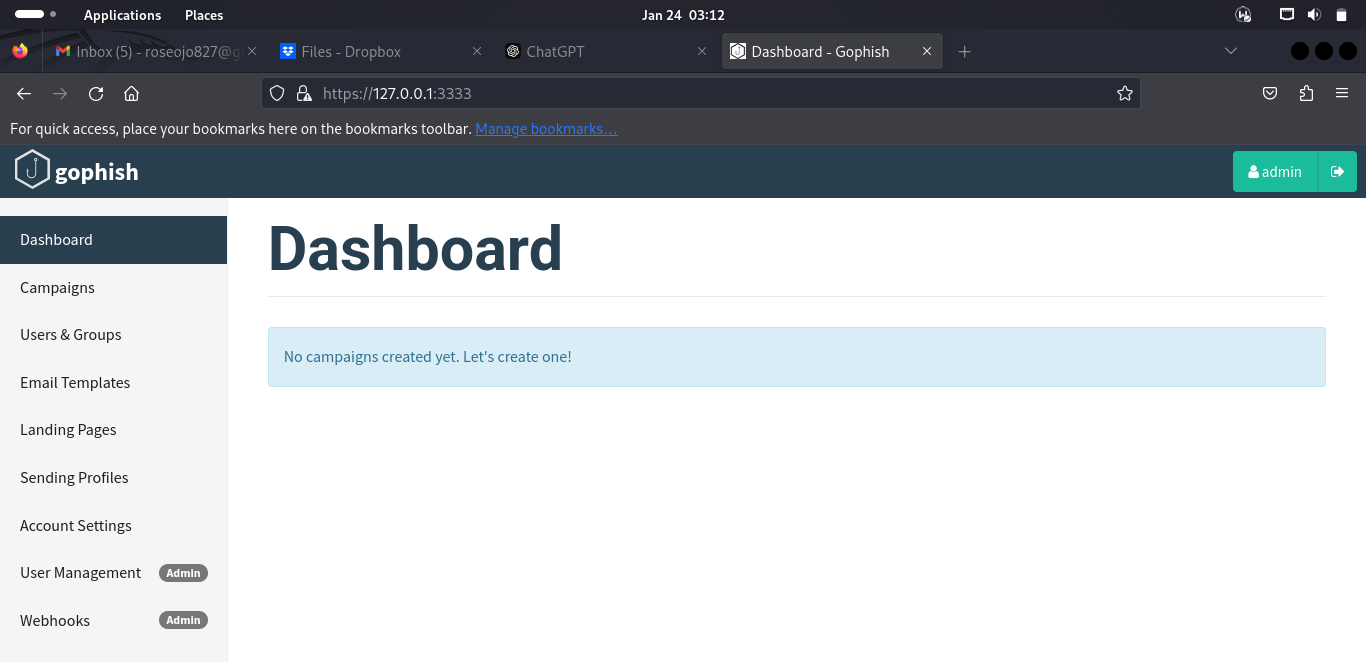 Applications Places Jan 24 03:12
Inbox (5) - roseojo827@g Files - Dropbox ChatGPT Dashboard - Gophish
https://127.0.0.1:3333
For quick access, place your bookmarks here on the bookmarks toolbar. Manage bookmarks…
gophish admin
Dashboard
Campaigns
Users & Groups
Email Templates
Landing Pages
Sending Profiles
Account Settings
User Management Admin
Webhooks Admin
Dashboard
No campaigns created yet. Let's create one!